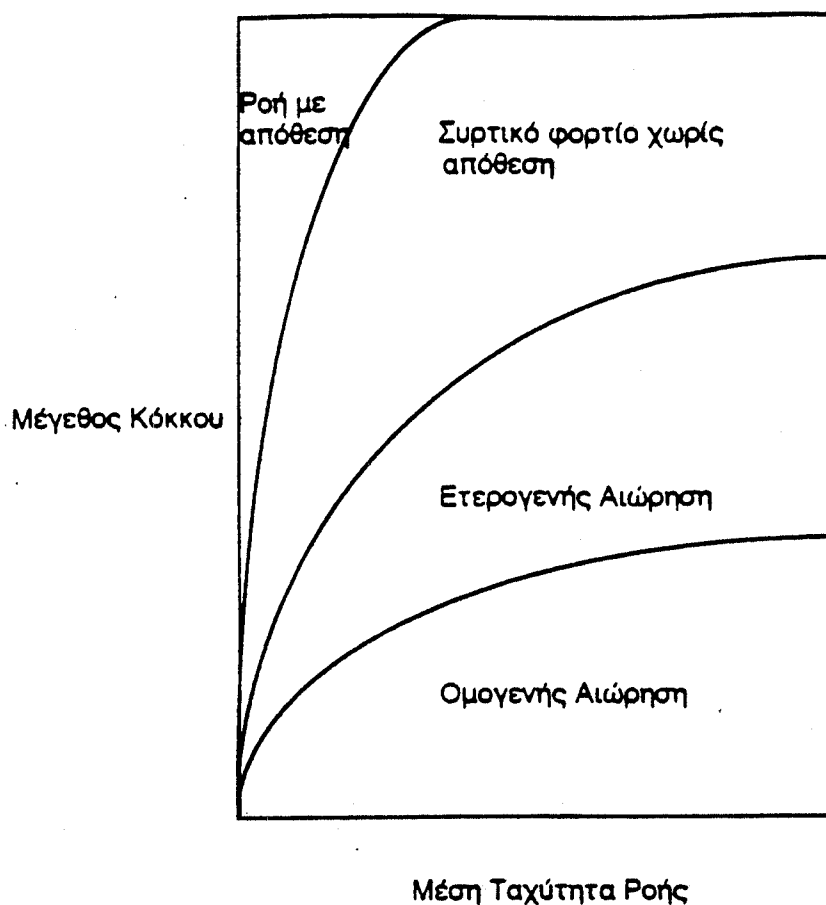 Ροή με
απόθεση
Συρτικό φορτίο χωρίς
απόθεση
Μέγεθος Κόκκου
Ετερογενής Αιώρηση
Ομογενής Αιώρηση
Μέση Ταχύτητα Ροής